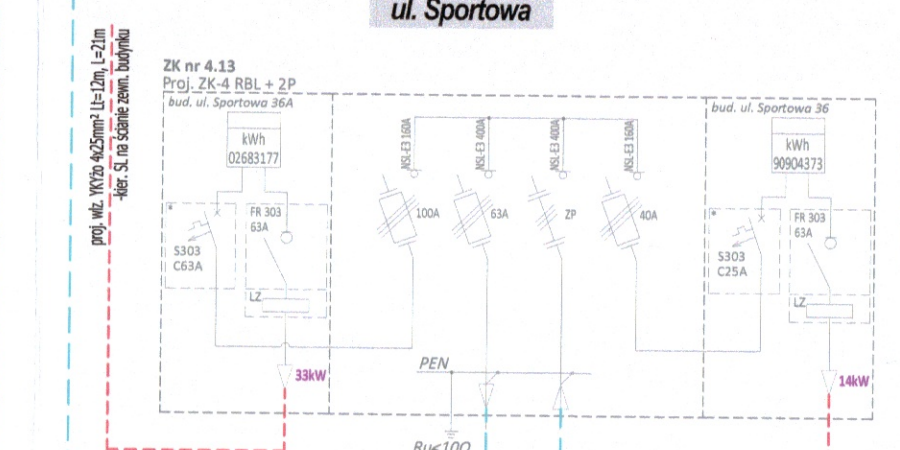 ul. Sportowa
proj. wlz. YKYżo 4x25mm² Lt=12m, L=21m
-kier. SL na ścianie zewn. budynku
ZK nr 4.13
Proj. ZK-4 RBL + 2P
bud. ul. Sportowa 36A
kWh
02683177
FR 303
63A
S303
C63A
LZ
33kW
NSL-E3 160A
NSL-E3 400A
NSL-E3 400A
NSL-E3 160A
100A
63A
ZP
40A
PEN
Ru<10Ω
bud. ul. Sportowa 36
kWh
90904373
FR 303
63A
S303
C25A
LZ
14kW